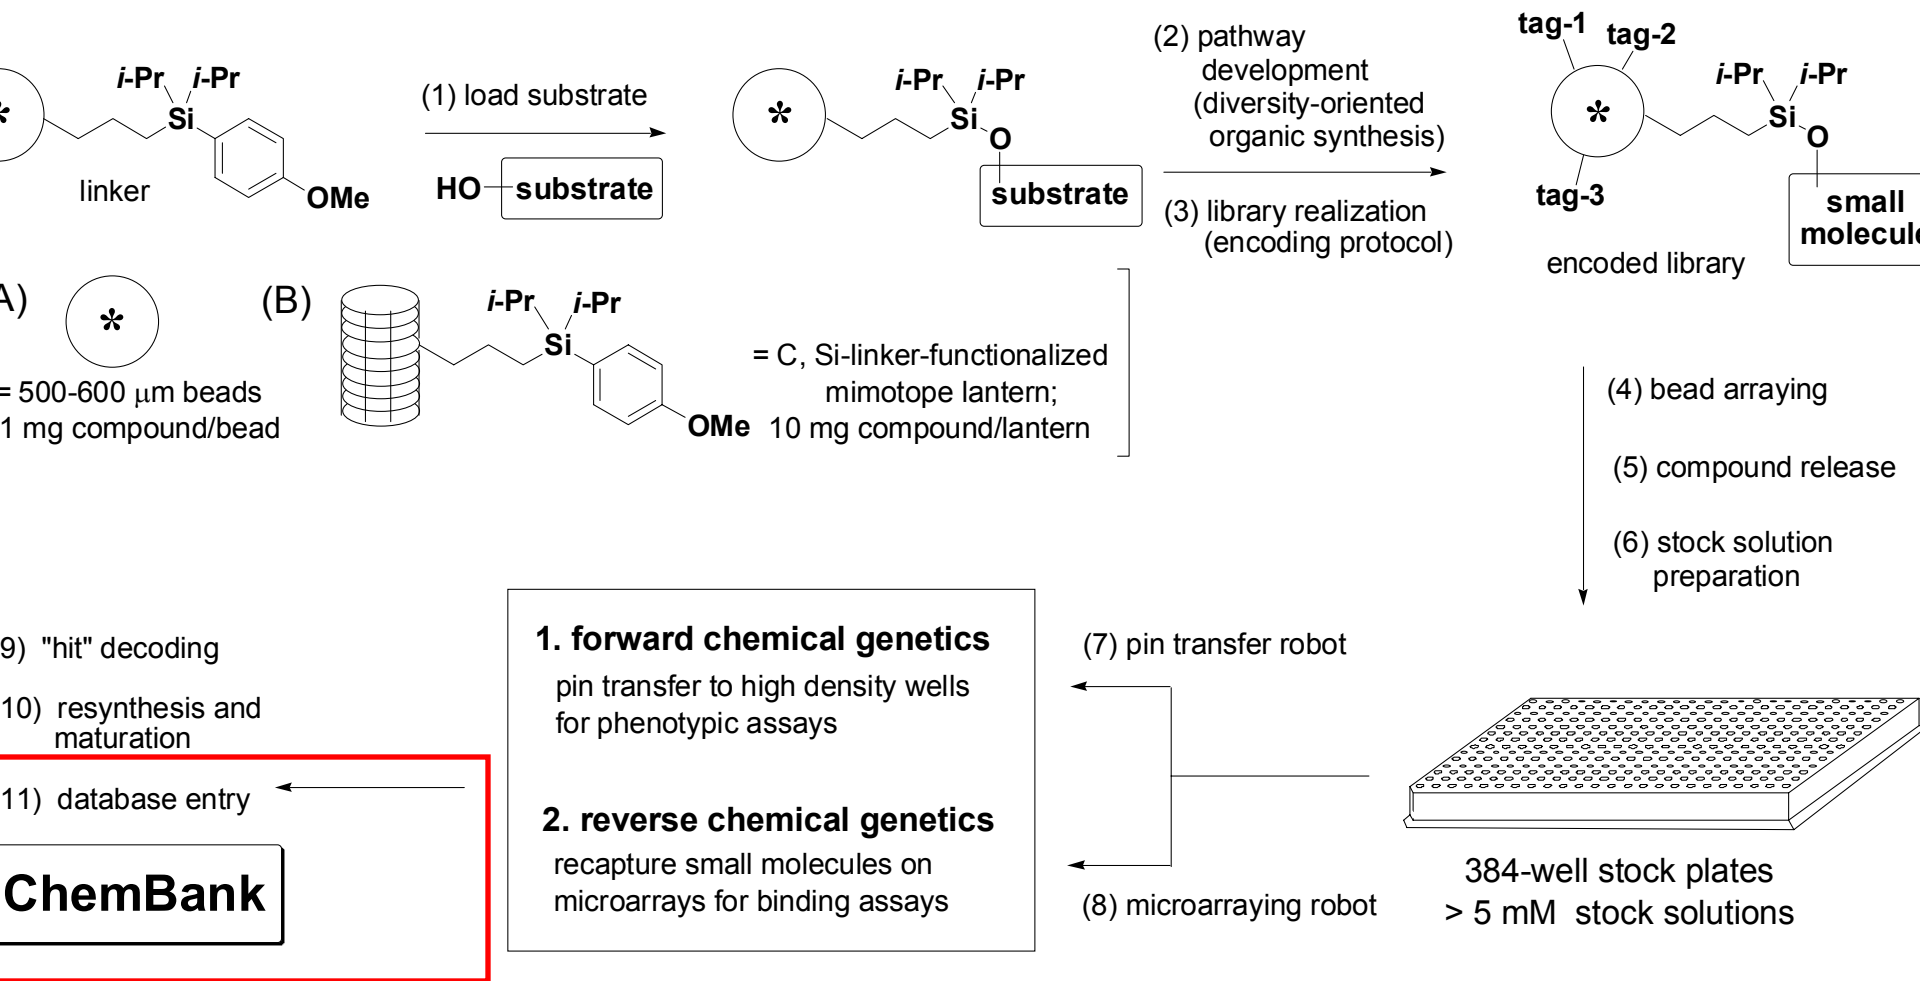 i-Pr i-Pr
Si
OMe
linker
*
(1) load substrate
HO substrate
i-Pr i-Pr
Si
O
substrate
*
(2) pathway
development
(diversity-oriented
organic synthesis)
(3) library realization
(encoding protocol)
tag-1
tag-2
tag-3
*
i-Pr i-Pr
Si
O
small
encoded library
A)
*
= 500-600 μm beads
1 mg compound/bead
(B)
i-Pr i-Pr
Si
OMe
= C, Si-linker-functionalized
mimotope lantern;
10 mg compound/lantern
(4) bead arraying
(5) compound release
(6) stock solution
preparation
384-well stock plates
> 5 mM stock solutions
(7) pin transfer robot
(8) microarraying robot
1. forward chemical genetics
pin transfer to high density wells
for phenotypic assays
2. reverse chemical genetics
recapture small molecules on
microarrays for binding assays
9) "hit" decoding
10) resynthesis and
maturation
11) database entry
ChemBank